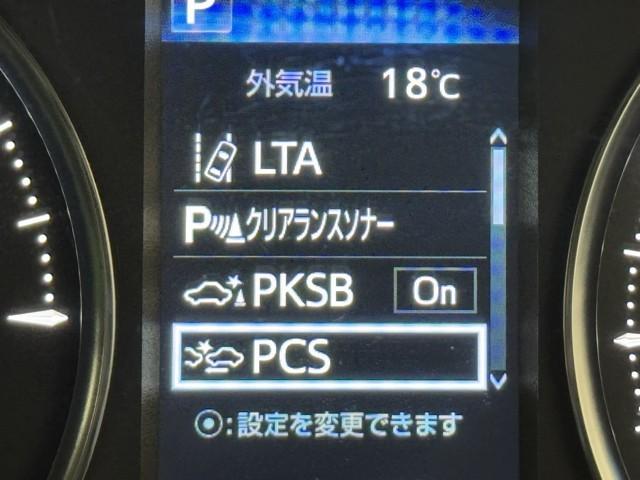 P
外気温 18℃
LTA
P クリアランスソナー
PKSB On
PCS
⦿:設定を変更できます